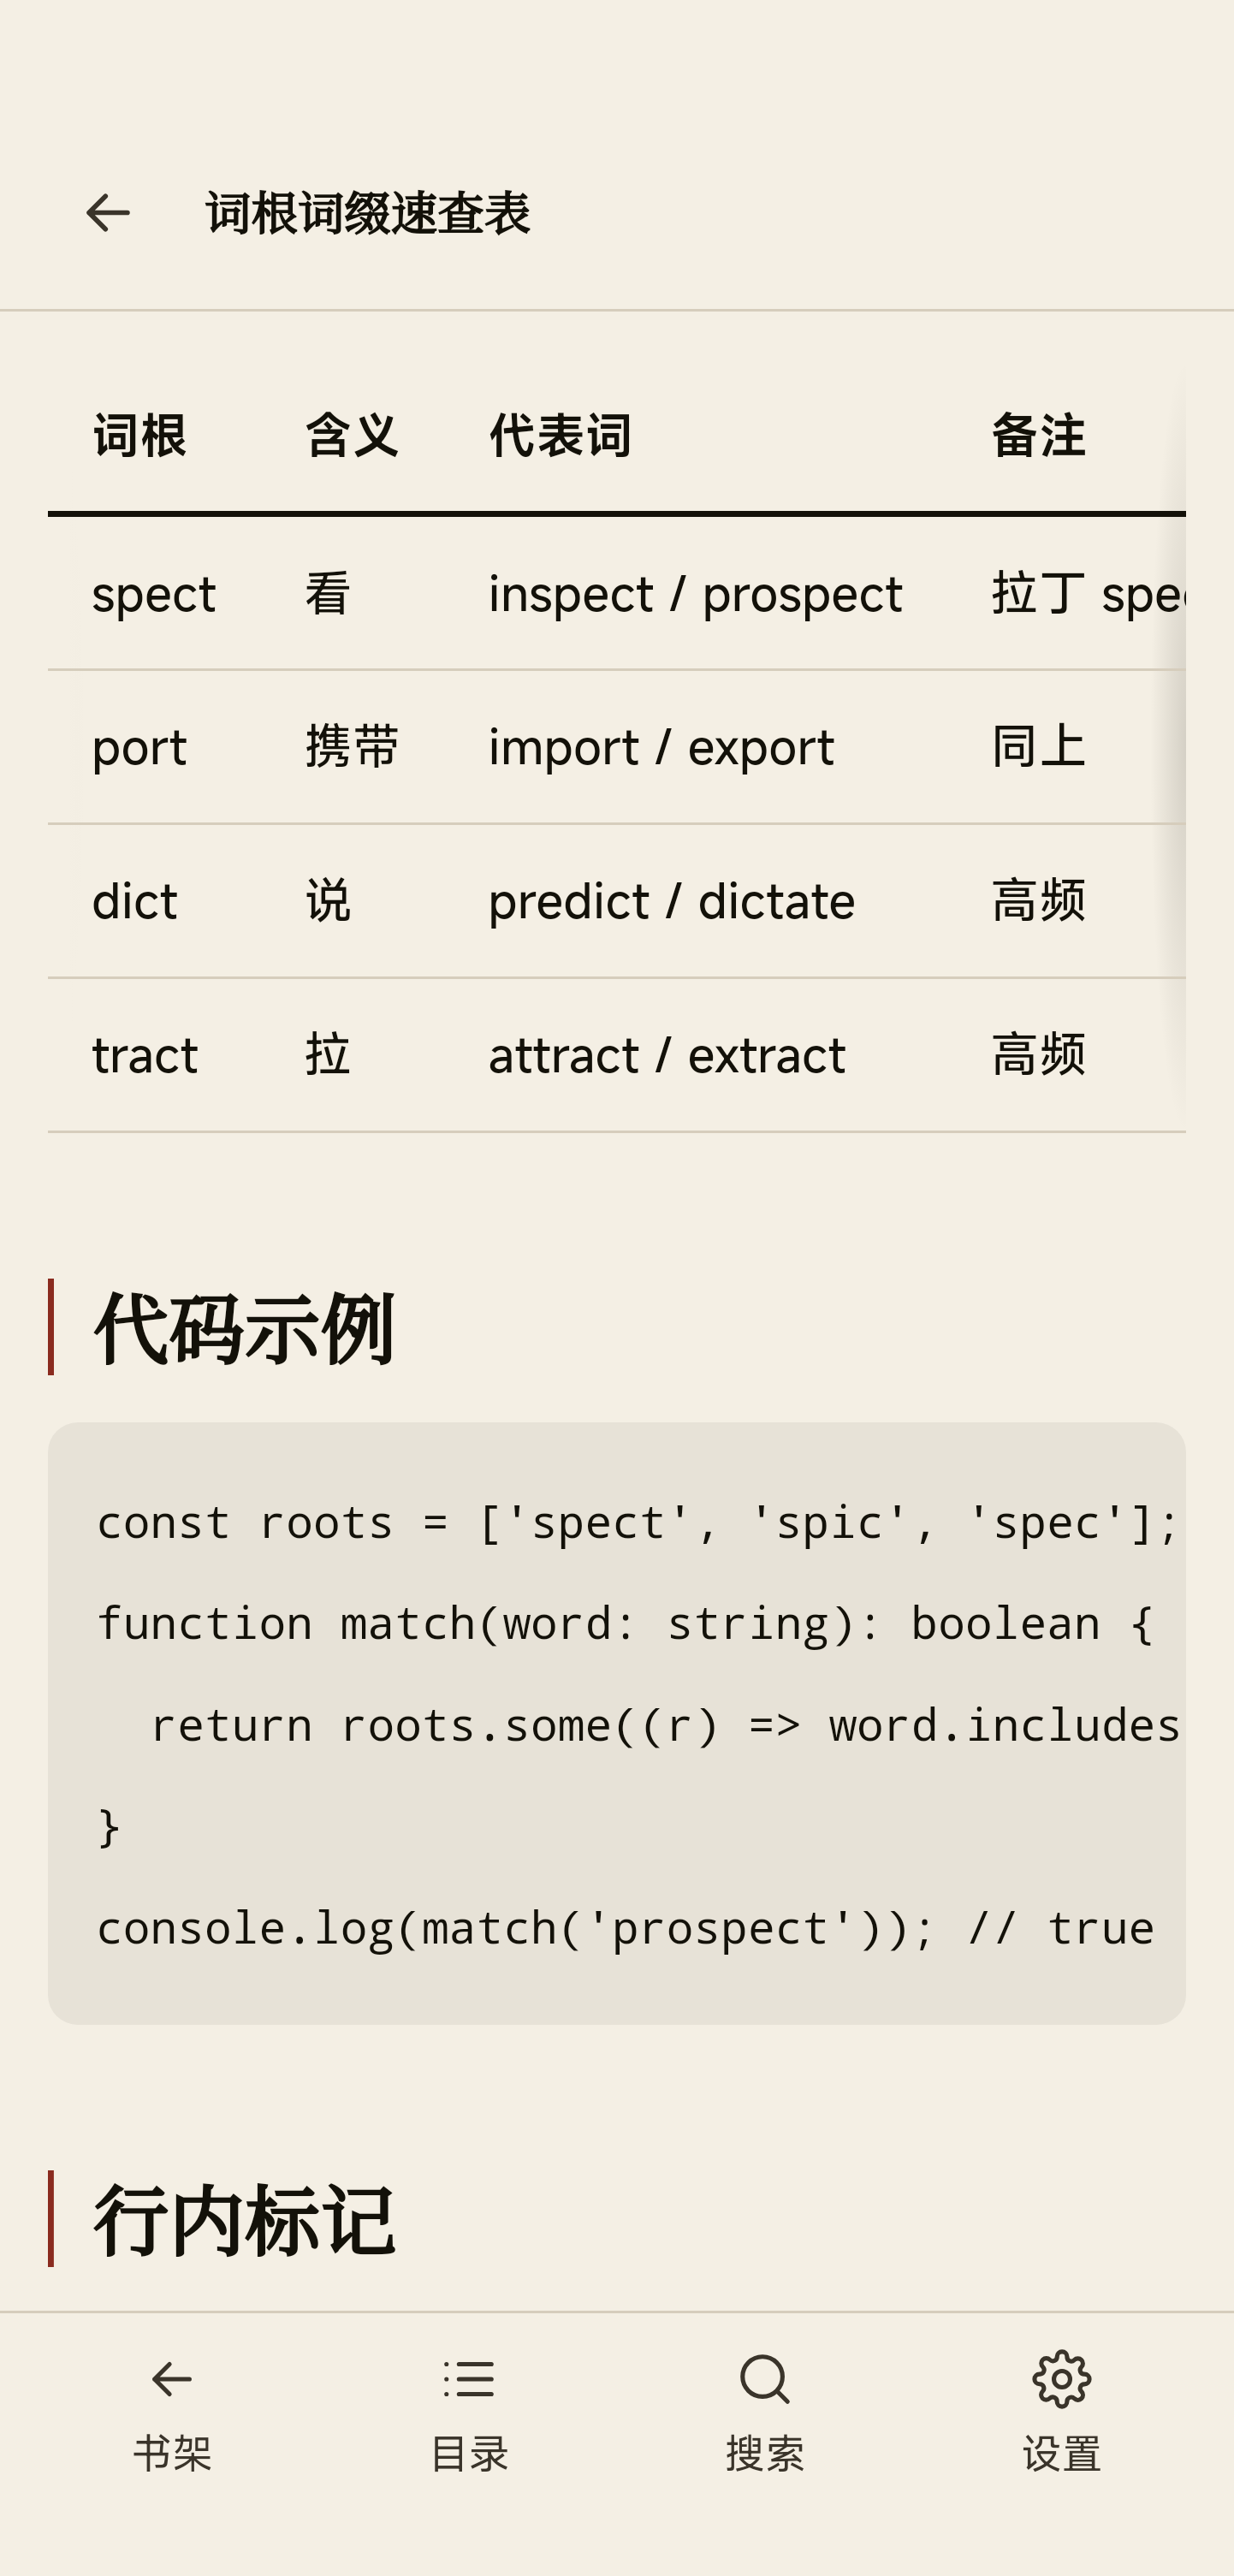 词根词缀速查表
词根 含义 代表词 备注
spect 看 inspect / prospect 拉丁
port 携带 import / export 同上
dict 说 predict / dictate 高频
tract 拉 attract / extract 高频
代码示例
const roots = ['spect', 'spic', 'spec'];
function match(word: string): boolean {
  return roots.some((r) => word.includes
}
console.log(match('prospect')); // true
行内标记
书架 目录 搜索 设置